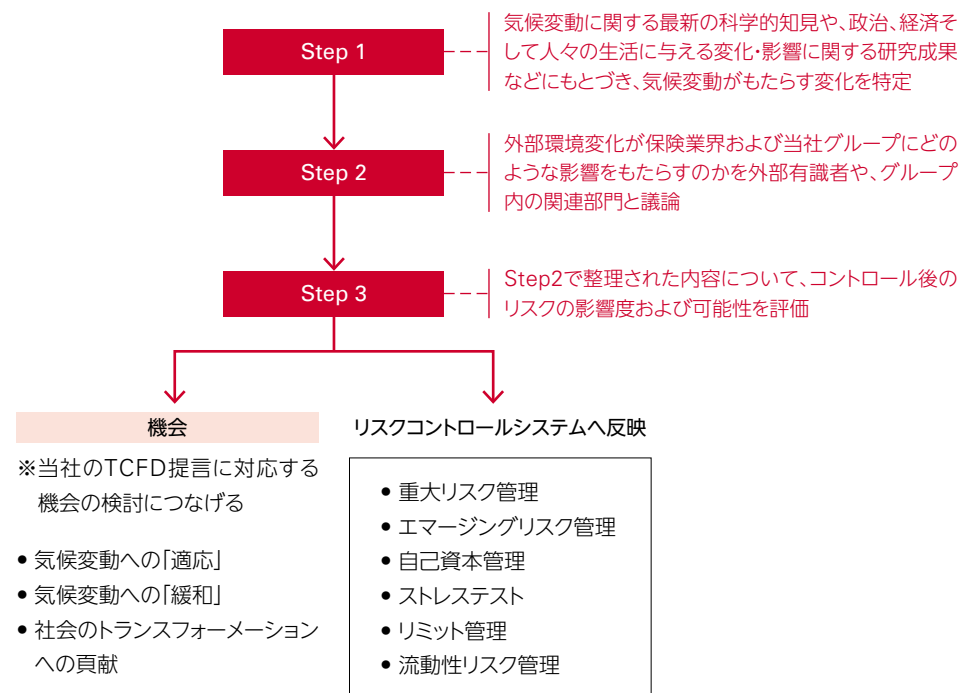 Step 1
気候変動に関する最新の科学的知見や、政治、経済そ
して人々の生活に与える変化・影響に関する研究成果
などにもとづき、気候変動がもたらす変化を特定
Step 2
外部環境変化が保険業界および当社グループにどの
ような影響をもたらすのかを外部有識者や、グループ
内の関連部門と議論
Step 3
Step2で整理された内容について、コントロール後の
リスクの影響度および可能性を評価
機会
※当社のTCFD提言に対応する
機会の検討につなげる
• 気候変動への「適応」
• 気候変動への「緩和」
• 社会のトランスフォーメーション
への貢献
リスクコントロールシステムへ反映
• 重大リスク管理
• エマージングリスク管理
• 自己資本管理
• ストレステスト
• リミット管理
• 流動性リスク管理